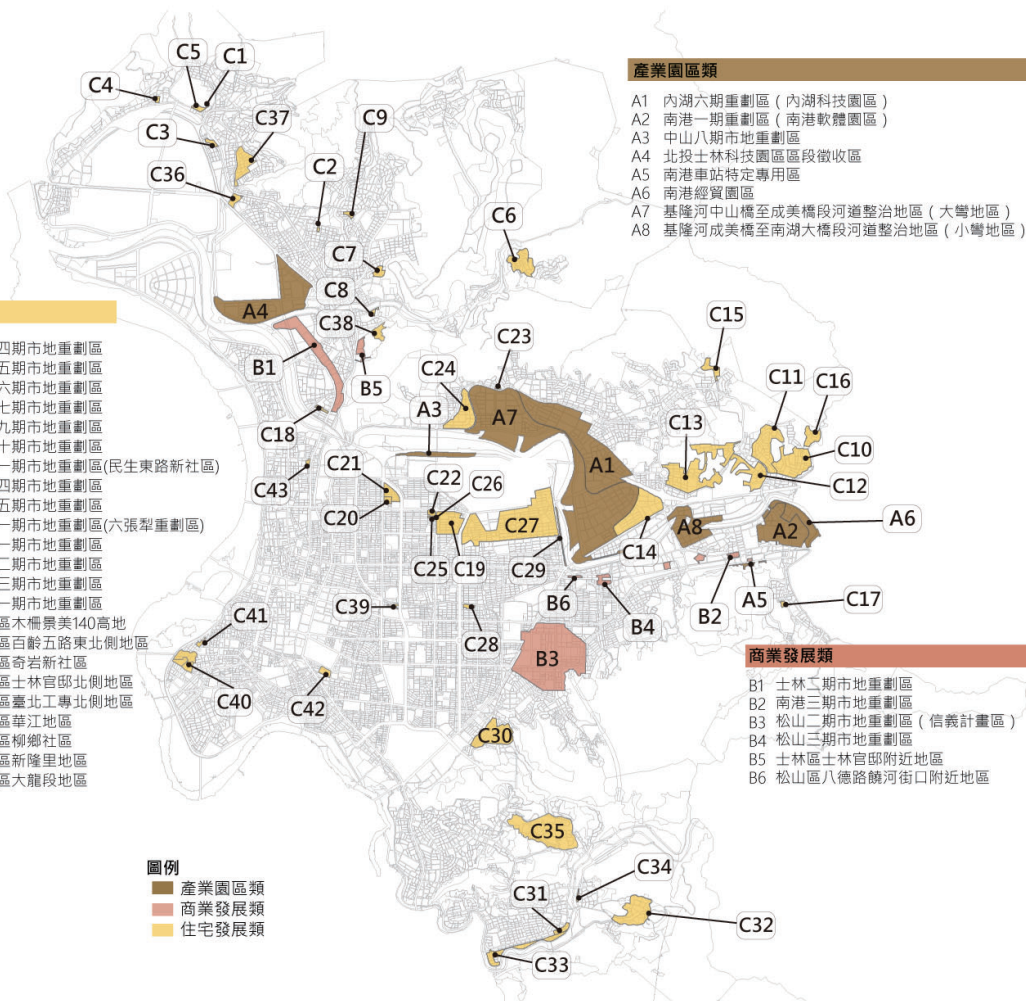 C5
C1
C4
C37
C9
C3
C2
C36
C6
C7
C8
A4
C38
C15
C23
B1
B5
C24
C11
C16
A3
A7
C18
C13
C21
A1
C10
C43
C22
C26
C12
C20
C27
A8
A2
A6
C25
C19
C29
C14
C39
C28
B6
B4
B2
A5
C17
C41
B3
C40
C42
C30
C35
C34
C31
C32
C33
產業園區類
A1 內湖六期重劃區(內湖科技園區)
A2 南港一期重劃區(南港軟體園區)
A3 中山八期市地重劃區
A4 北投士林科技園區區段徵收區
A5 南港車站特定專用區
A6 南港經貿園區
A7 基隆河中山橋至成美橋段河道整治地區(大彎地區)
A8 基隆河成美橋至南湖大橋段河道整治地區(小彎地區)
四期市地重劃區
五期市地重劃區
六期市地重劃區
七期市地重劃區
九期市地重劃區
十期市地重劃區
一期市地重劃區(民生東路新社區)
四期市地重劃區
五期市地重劃區
一期市地重劃區(六張犁重劃區)
一期市地重劃區
二期市地重劃區
三期市地重劃區
一期市地重劃區
區木柵景美140高地
區百齡五路東北側地區
區奇岩新社區
區士林官邸北側地區
區臺北工專北側地區
區華江地區
區柳鄉社區
區新隆里地區
區大龍段地區
商業發展類
B1 士林二期市地重劃區
B2 南港三期市地重劃區
B3 松山二期市地重劃區(信義計畫區)
B4 松山三期市地重劃區
B5 士林區士林官邸附近地區
B6 松山區八德路饒河街口附近地區
圖例
產業園區類
商業發展類
住宅發展類